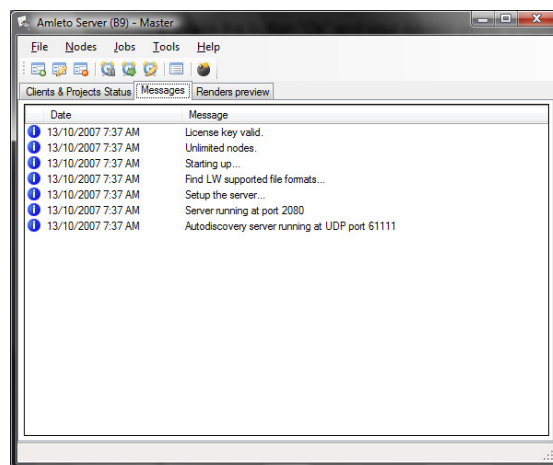 Amleto Server (B9) - Master
File Nodes Jobs Tools Help
Clients & Projects Status Messages Renders preview
Date Message
13/10/2007 7:37 AM License key valid.
13/10/2007 7:37 AM Unlimited nodes.
13/10/2007 7:37 AM Starting up...
13/10/2007 7:37 AM Find LW supported file formats...
13/10/2007 7:37 AM Setup the server...
13/10/2007 7:37 AM Server running at port 2080
13/10/2007 7:37 AM Autodiscovery server running at UDP port 61111